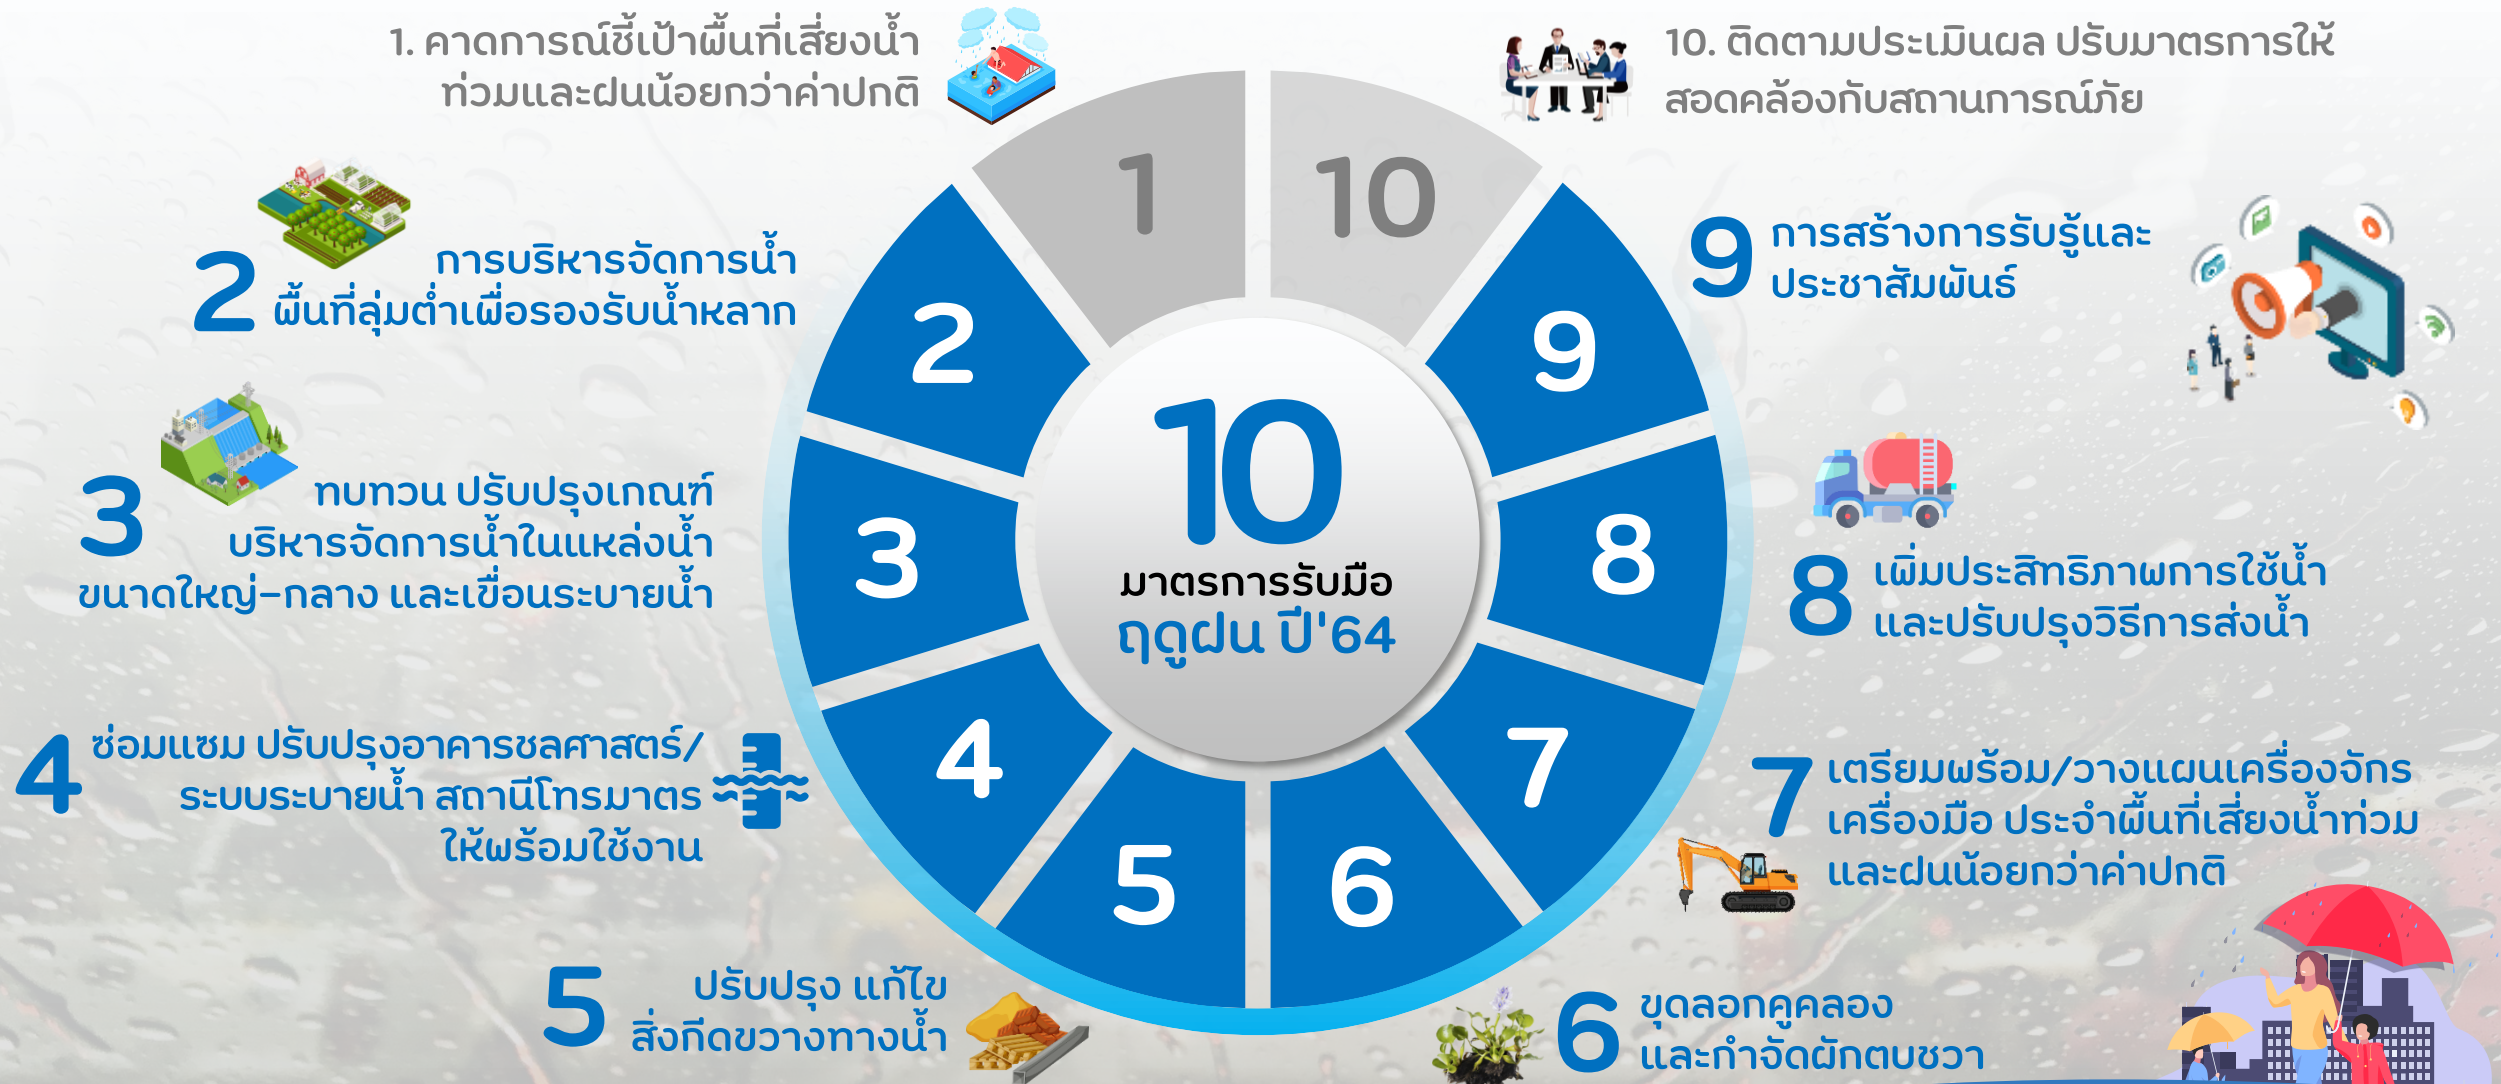 1. คาดการณ์ชี้เป้าพื้นที่เสี่ยงน้ำ
ท่วมและฝนน้อยกว่าค่าปกติ
10. ติดตามประเมินผล ปรับมาตรการให้
สอดคล้องกับสถานการณ์ภัย
1
10
2
การบริหารจัดการน้ำ
พื้นที่ลุ่มต่ำเพื่อรองรับน้ำหลาก
2
9
9
การสร้างการรับรู้และ
ประชาสัมพันธ์
3
ทบทวน ปรับปรุงเกณฑ์
บริหารจัดการน้ำในแหล่งน้ำ
ขนาดใหญ่-กลาง และเขื่อนระบายน้ำ
3
10
มาตรการรับมือ
ฤดูฝน ปี'64
8
8
เพิ่มประสิทธิภาพการใช้น้ำ
และปรับปรุงวิธีการส่งน้ำ
4
ซ่อมแซม ปรับปรุงอาคารชลศาสตร์/
ระบบระบายน้ำ สถานีโทรมาตร
ให้พร้อมใช้งาน
4
7
7
เตรียมพร้อม/วางแผนเครื่องจักร
เครื่องมือ ประจำพื้นที่เสี่ยงน้ำท่วม
และฝนน้อยกว่าค่าปกติ
5
6
5
ปรับปรุง แก้ไข
สิ่งกีดขวางทางน้ำ
6
ขุดลอกคูคลอง
และกำจัดผักตบชวา